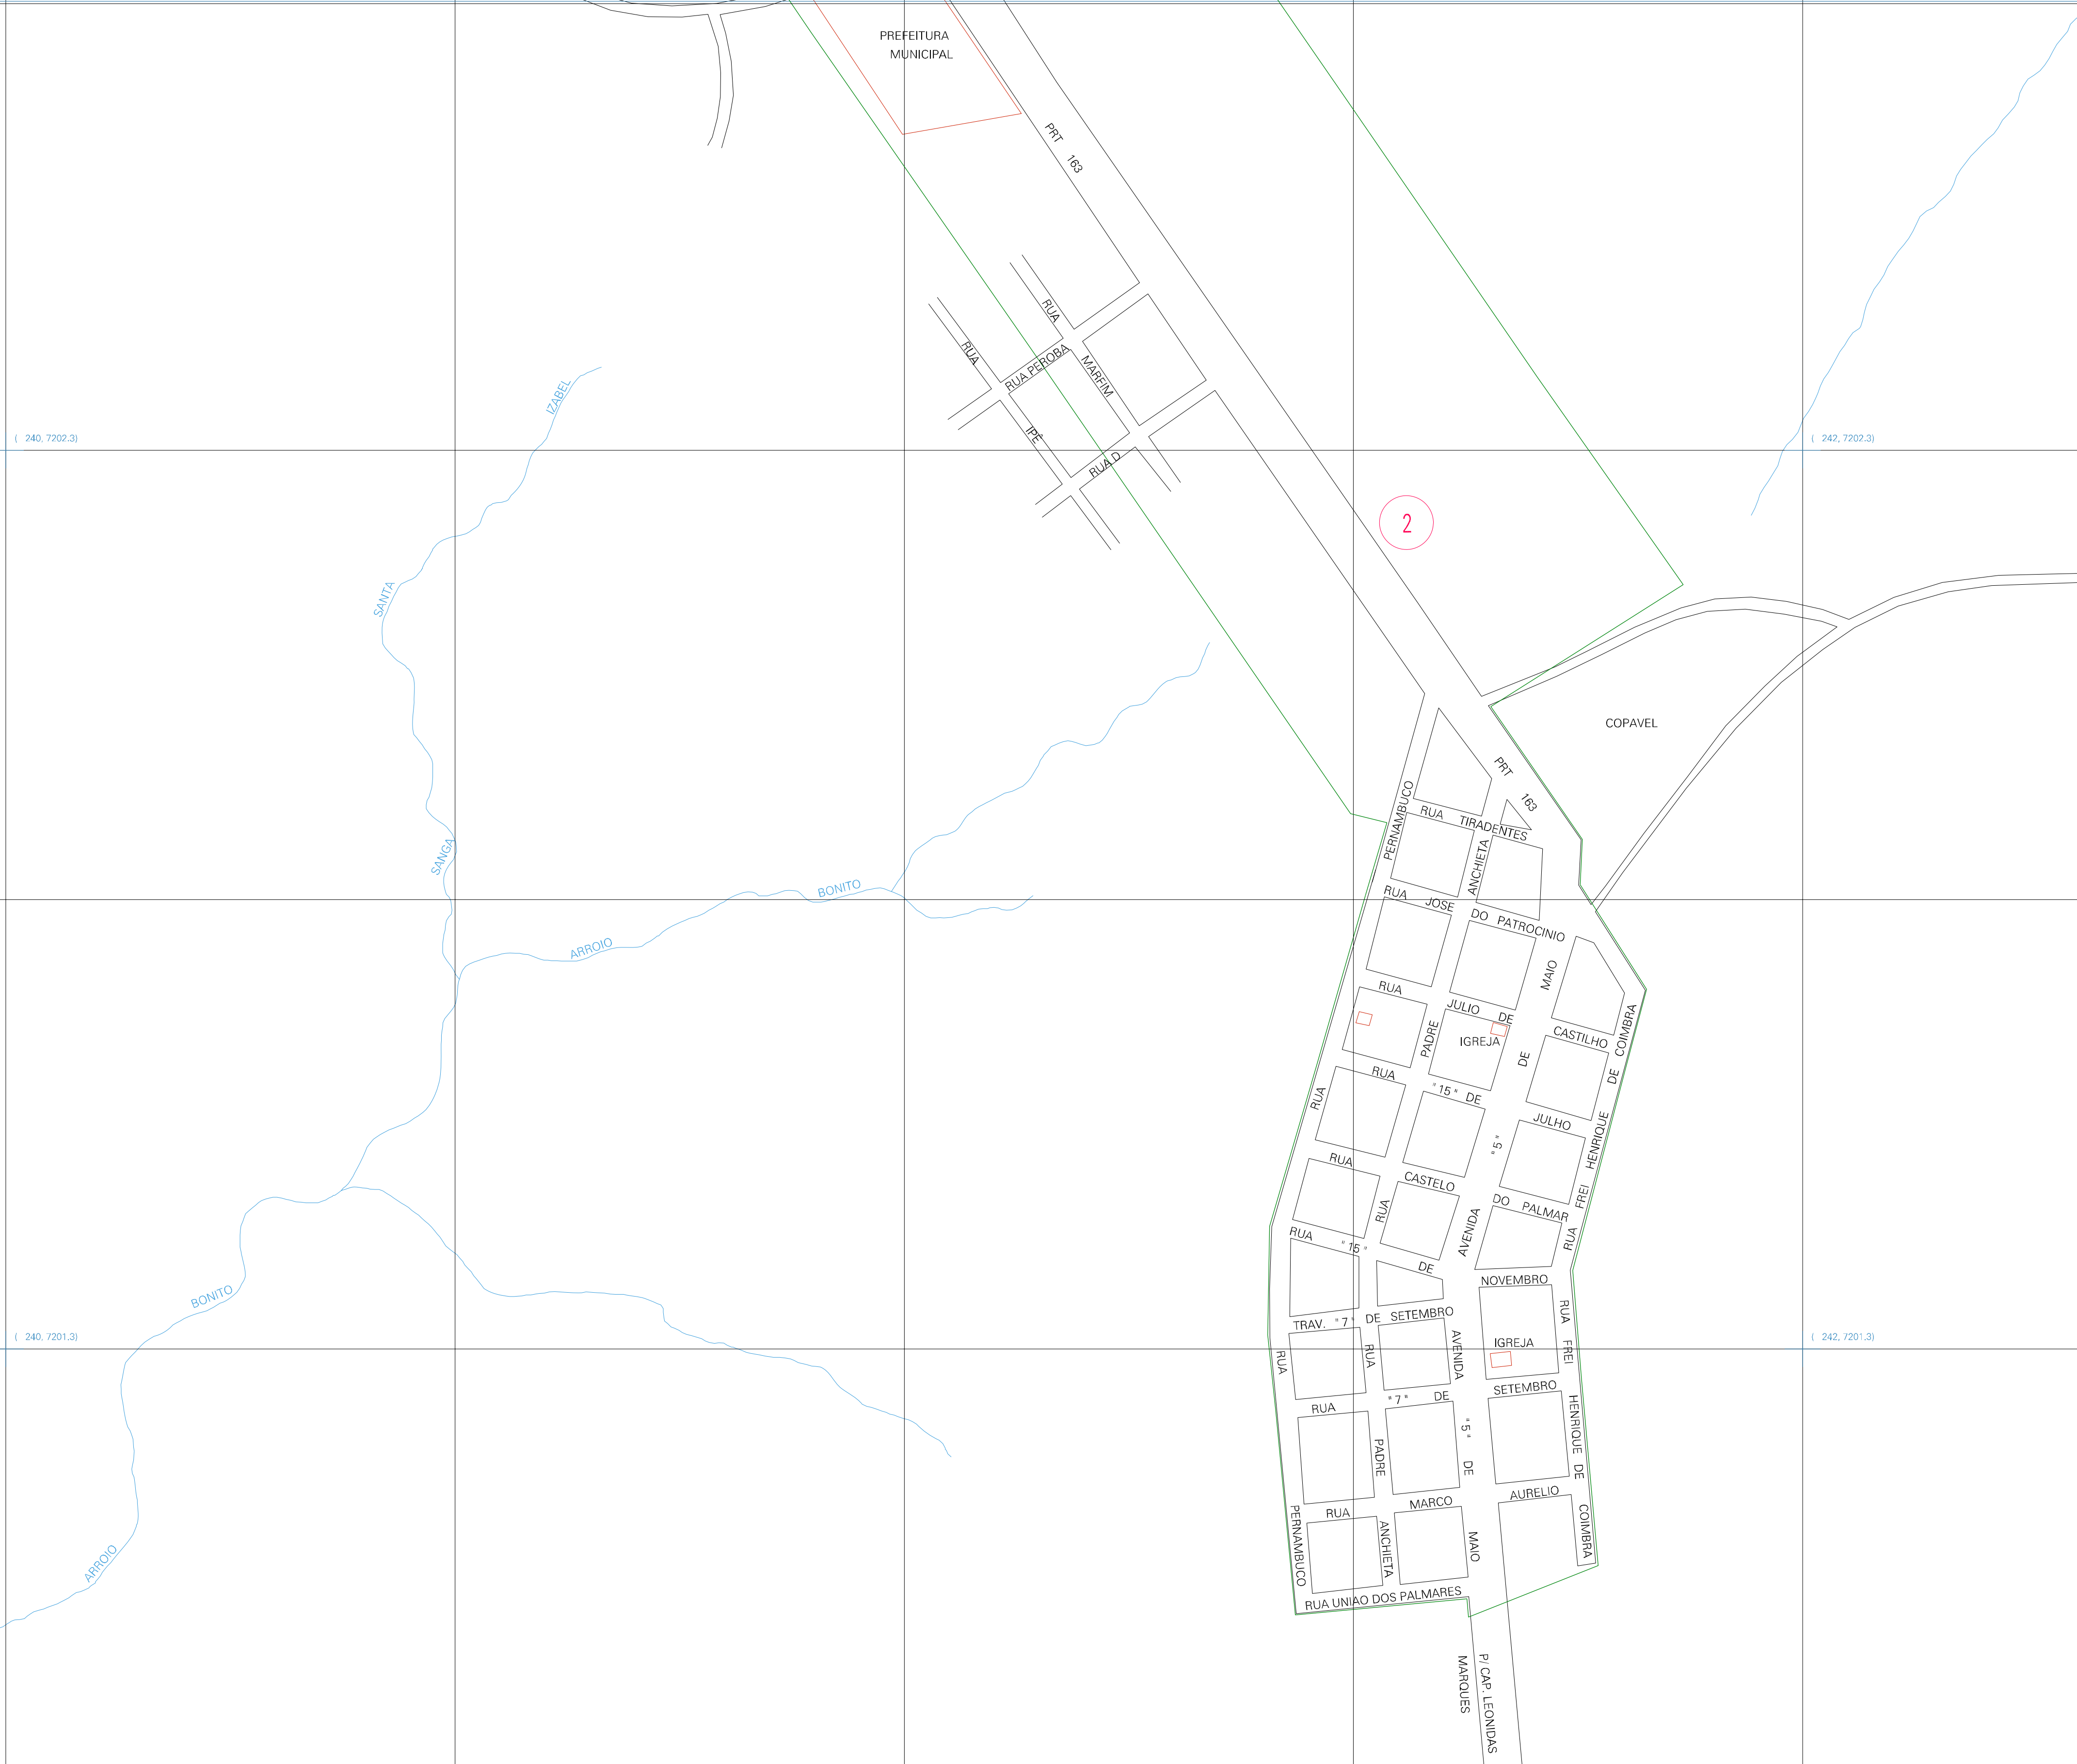 PREFEITURA
MUNICIPAL
PRT 163
RUA MARFIM
RUA IPÊ
RUA PEROBA
RUA D
IZABEL
SANTA
SANGA
( 240, 7202.3)
( 242, 7202.3)
2
COPAVEL
PRT 163
PERNAMBUCO
RUA TIRADENTES
ANCHIETA
RUA JOSE DO PATROCINIO
BONITO
ARROIO
MAIO
RUA JULIO DE CASTILHO
COIMBRA
PADRE
IGREJA
DE
DE
RUA "15" DE JULHO
RUA
"5"
HENRIQUE
RUA CASTELO DO PALMAR
FREI
RUA
AVENIDA
RUA
RUA "15" DE NOVEMBRO
BONITO
TRAV. "7" DE SETEMBRO
RUA FREI
( 240, 7201.3)
( 242, 7201.3)
IGREJA
RUA
RUA
AVENIDA
RUA "7" DE SETEMBRO
HENRIQUE DE
"5" DE
PADRE
RUA MARCO AURELIO
PERNAMBUCO
ANCHIETA
MAIO
COIMBRA
ARROIO
RUA UNIAO DOS PALMARES
P/ CAP. LEONIDAS
MARQUES